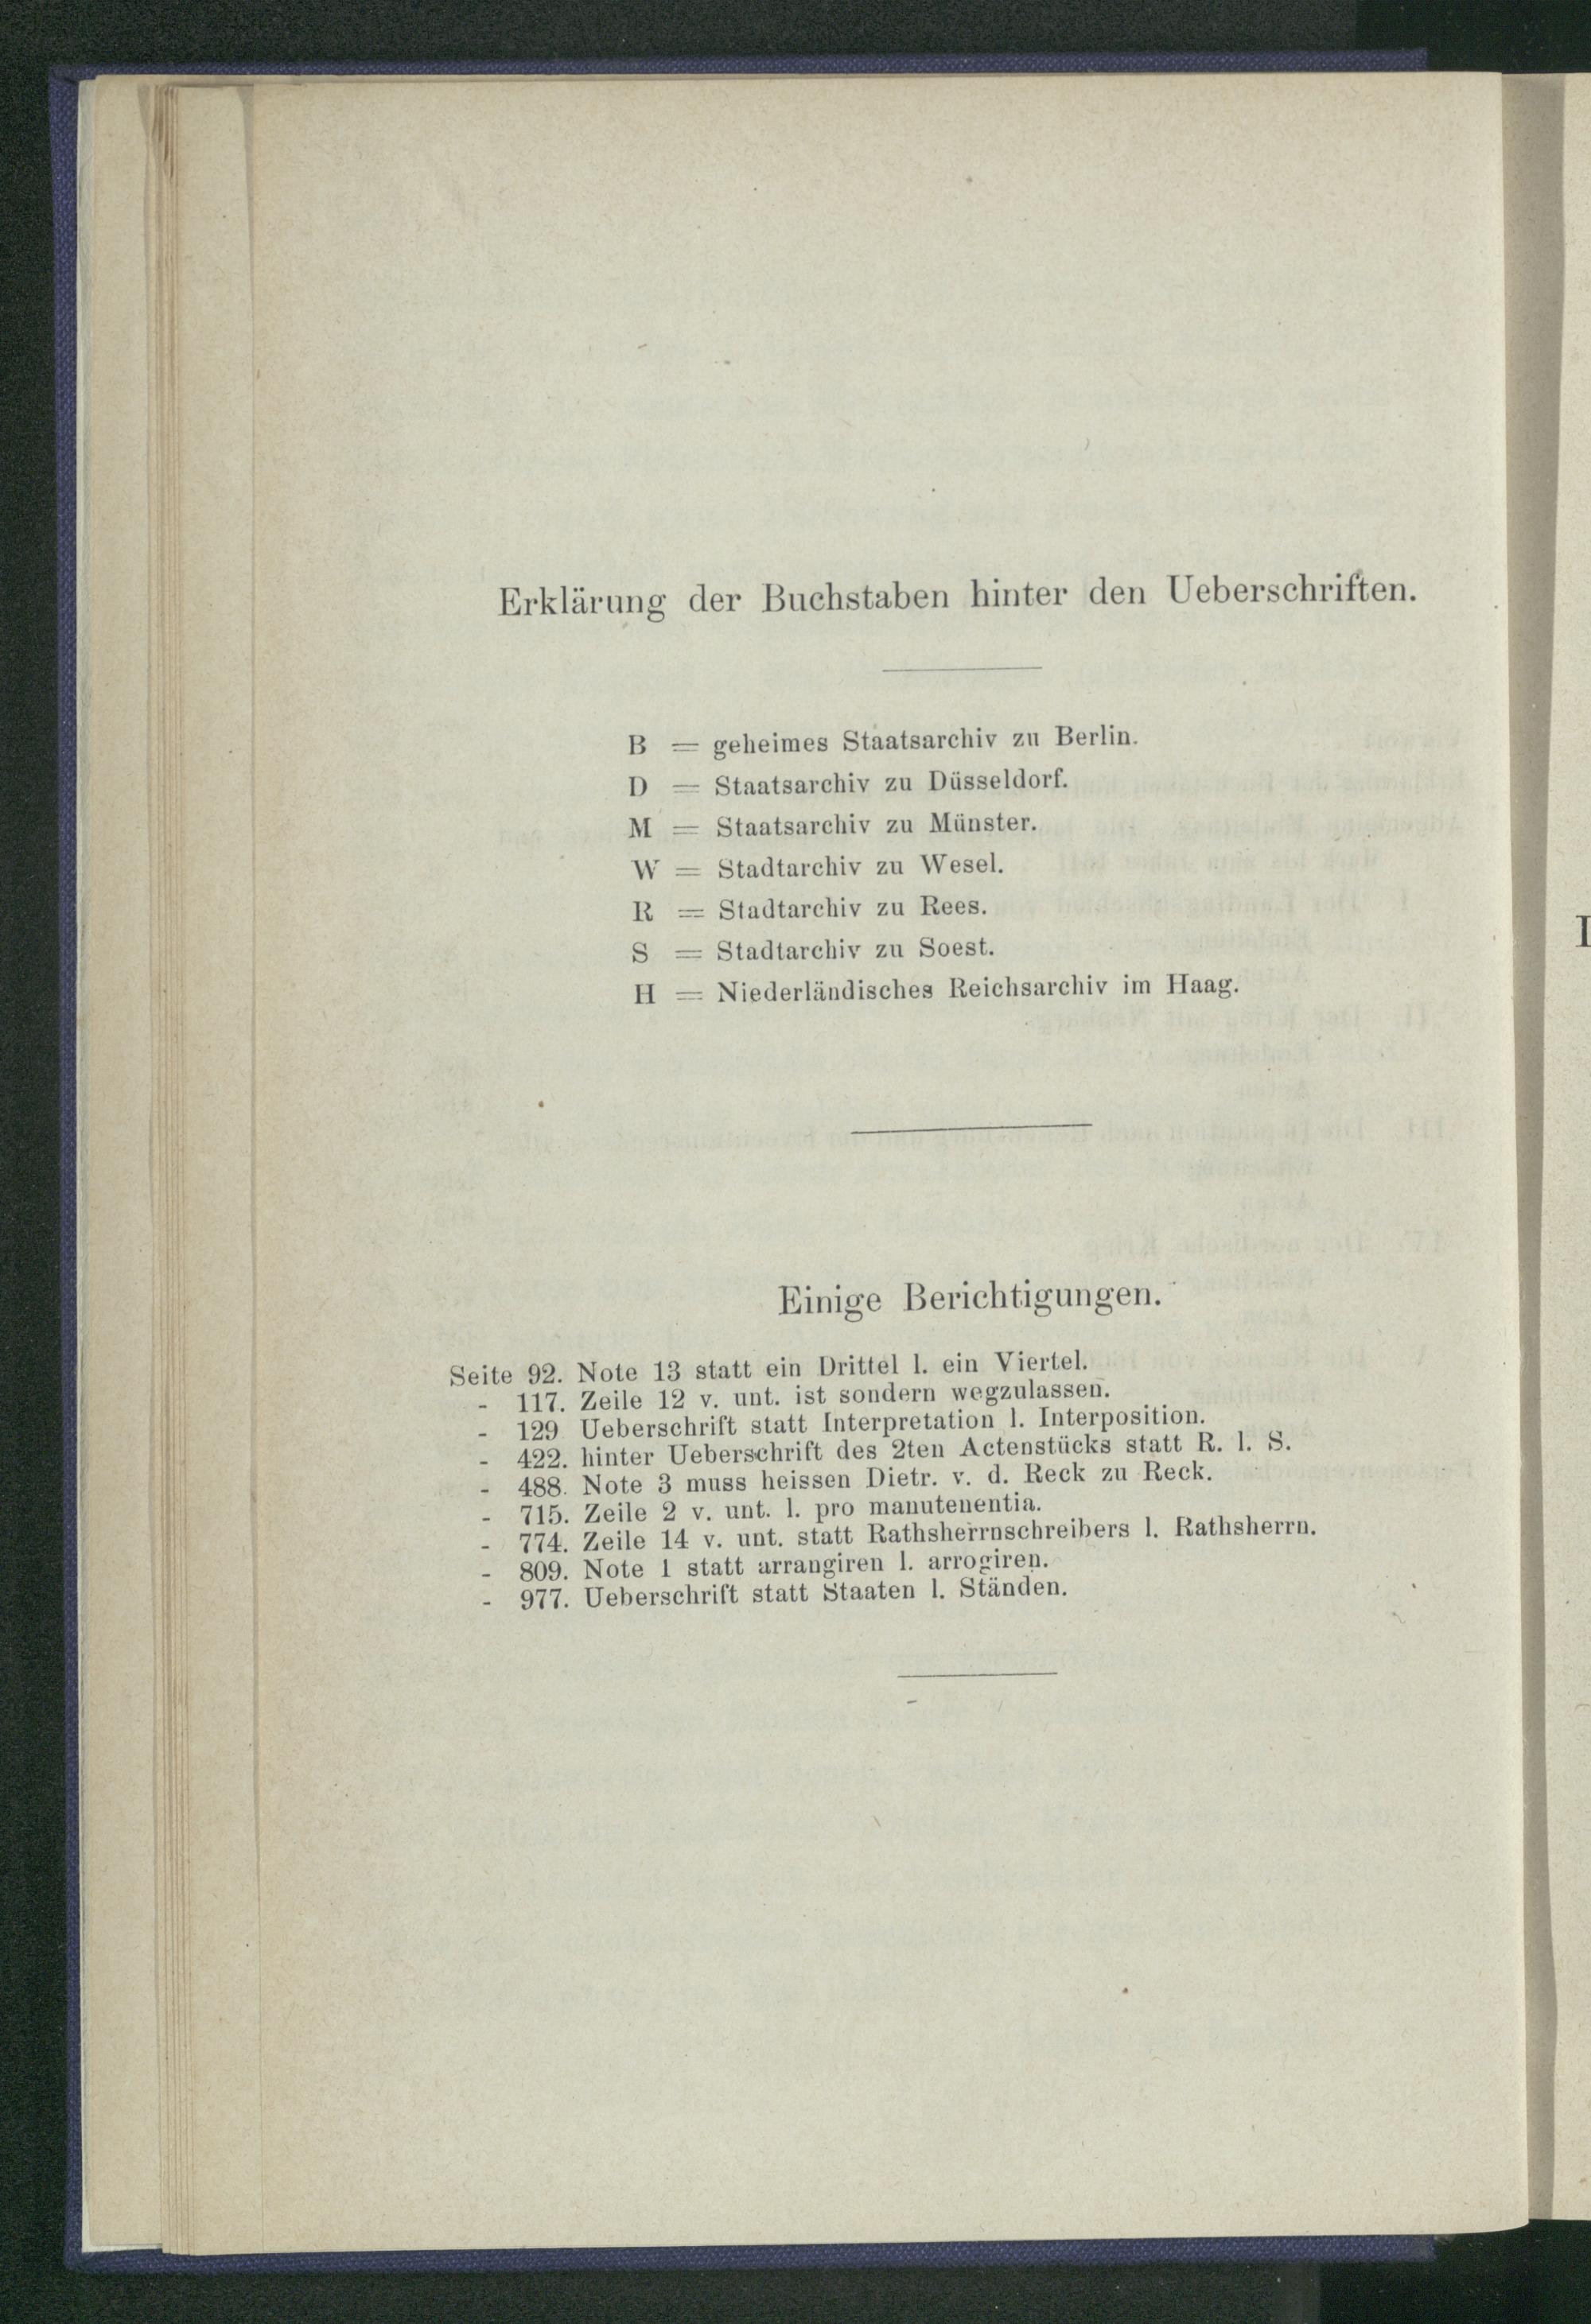 Erklärung der Buchstaben hinter den Ueberschriften.
B = geheimes Staatsarchiv zu Berlin.
D = Staatsarchiv zu Düsseldorf.
M = Staatsarchiv zu Münster.
W = Stadtarchiv zu Wesel.
R = Stadtarchiv zu Rees.
S = Stadtarchiv zu Soest.
H = Niederländisches Reichsarchiv im Haag.
Einige Berichtigungen.
Seite 92. Note 13 statt ein Drittel l. ein Viertel.
- 117. Zeile 12 v. unt. ist sondern wegzulassen.
- 129 Ueberschrift statt Interpretation l. Interposition.
- 422. hinter Ueberschrift des 2ten Actenstücks statt R. l. S.
- 488. Note 3 muss heissen Dietr. v. d. Reck zu Reck.
- 715. Zeile 2 v. unt. l. pro manutenentia.
- 774. Zeile 14 v. unt. statt Rathsherrnschreibers l. Rathsherrn.
- 809. Note 1 statt arrangiren l. arrogiren.
- 977. Ueberschrift statt Staaten l. Ständen.